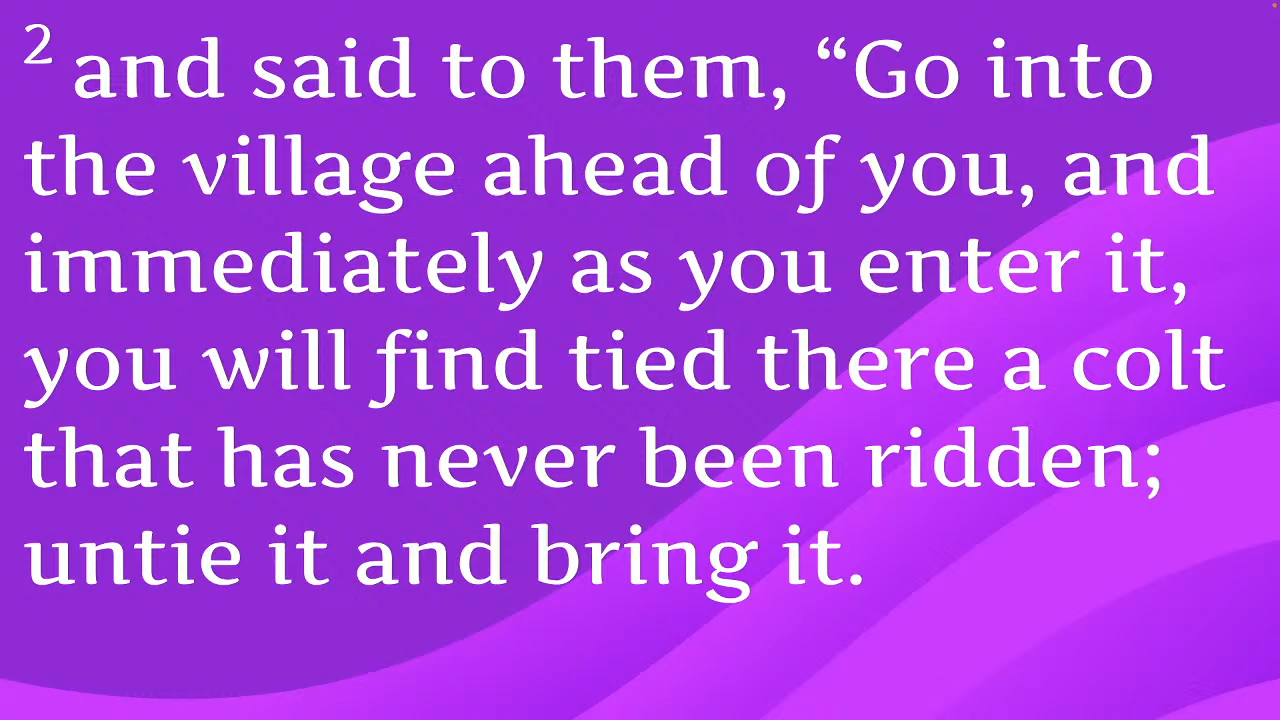 2 and said to them, “Go into
the village ahead of you, and
immediately as you enter it,
you will find tied there a colt
that has never been ridden;
untie it and bring it.